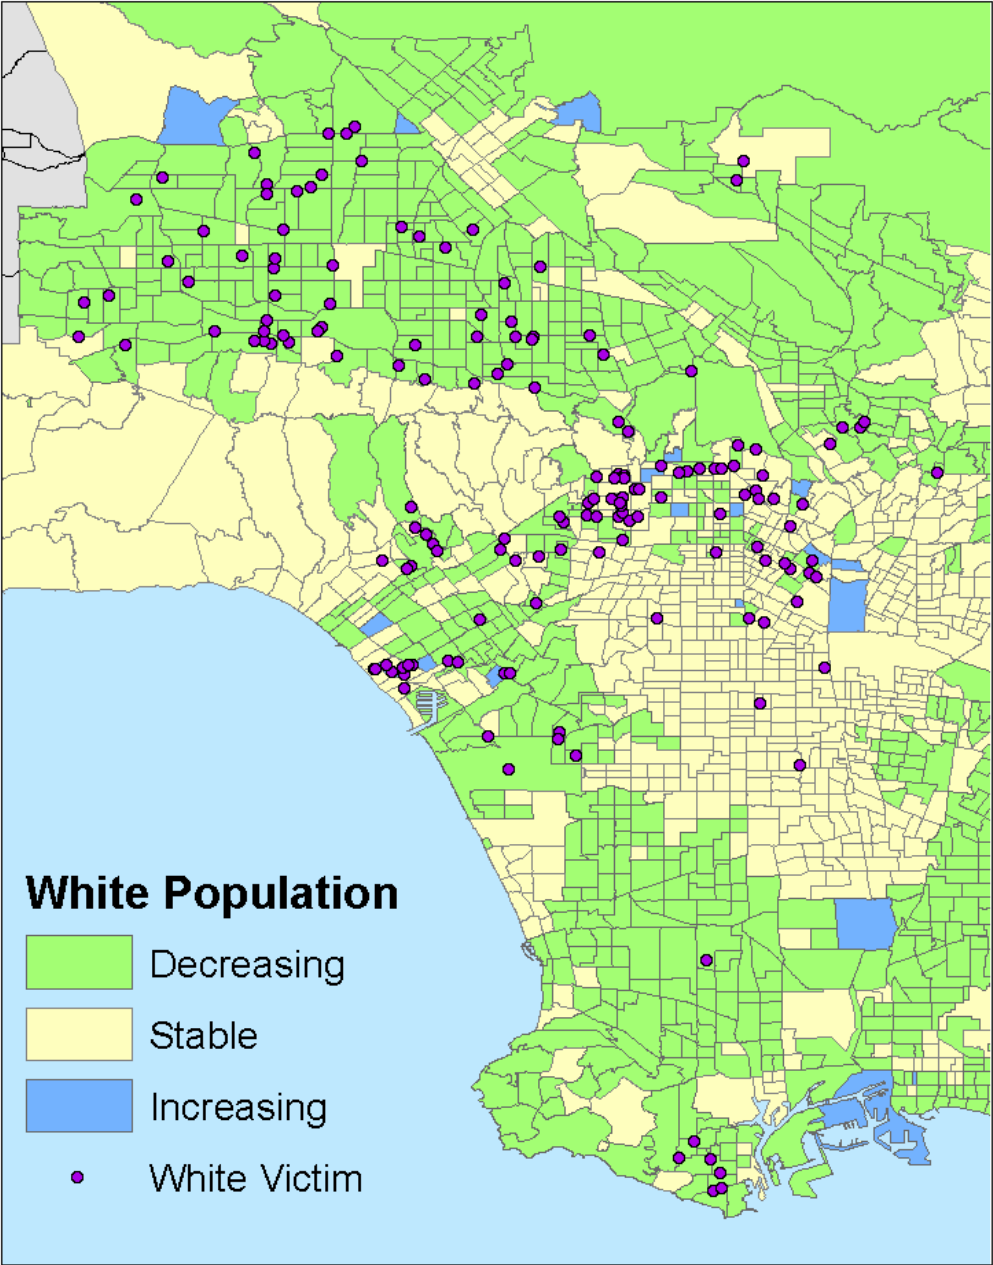 White Population
Decreasing
Stable
Increasing
White Victim